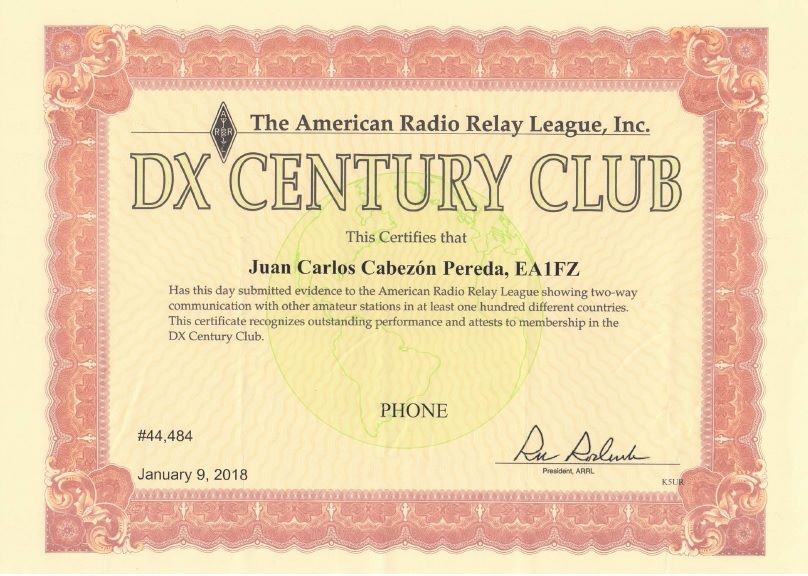 The American Radio Relay League, Inc.
DX CENTURY CLUB
This Certifies that
Juan Carlos Cabezón Pereda, EA1FZ
Has this day submitted evidence to the American Radio Relay League showing two-way
communication with other amateur stations in at least one hundred different countries.
This certificate recognizes outstanding performance and attests to membership in the
DX Century Club.
PHONE
#44,484
President, ARRL
January 9, 2018
K5UR